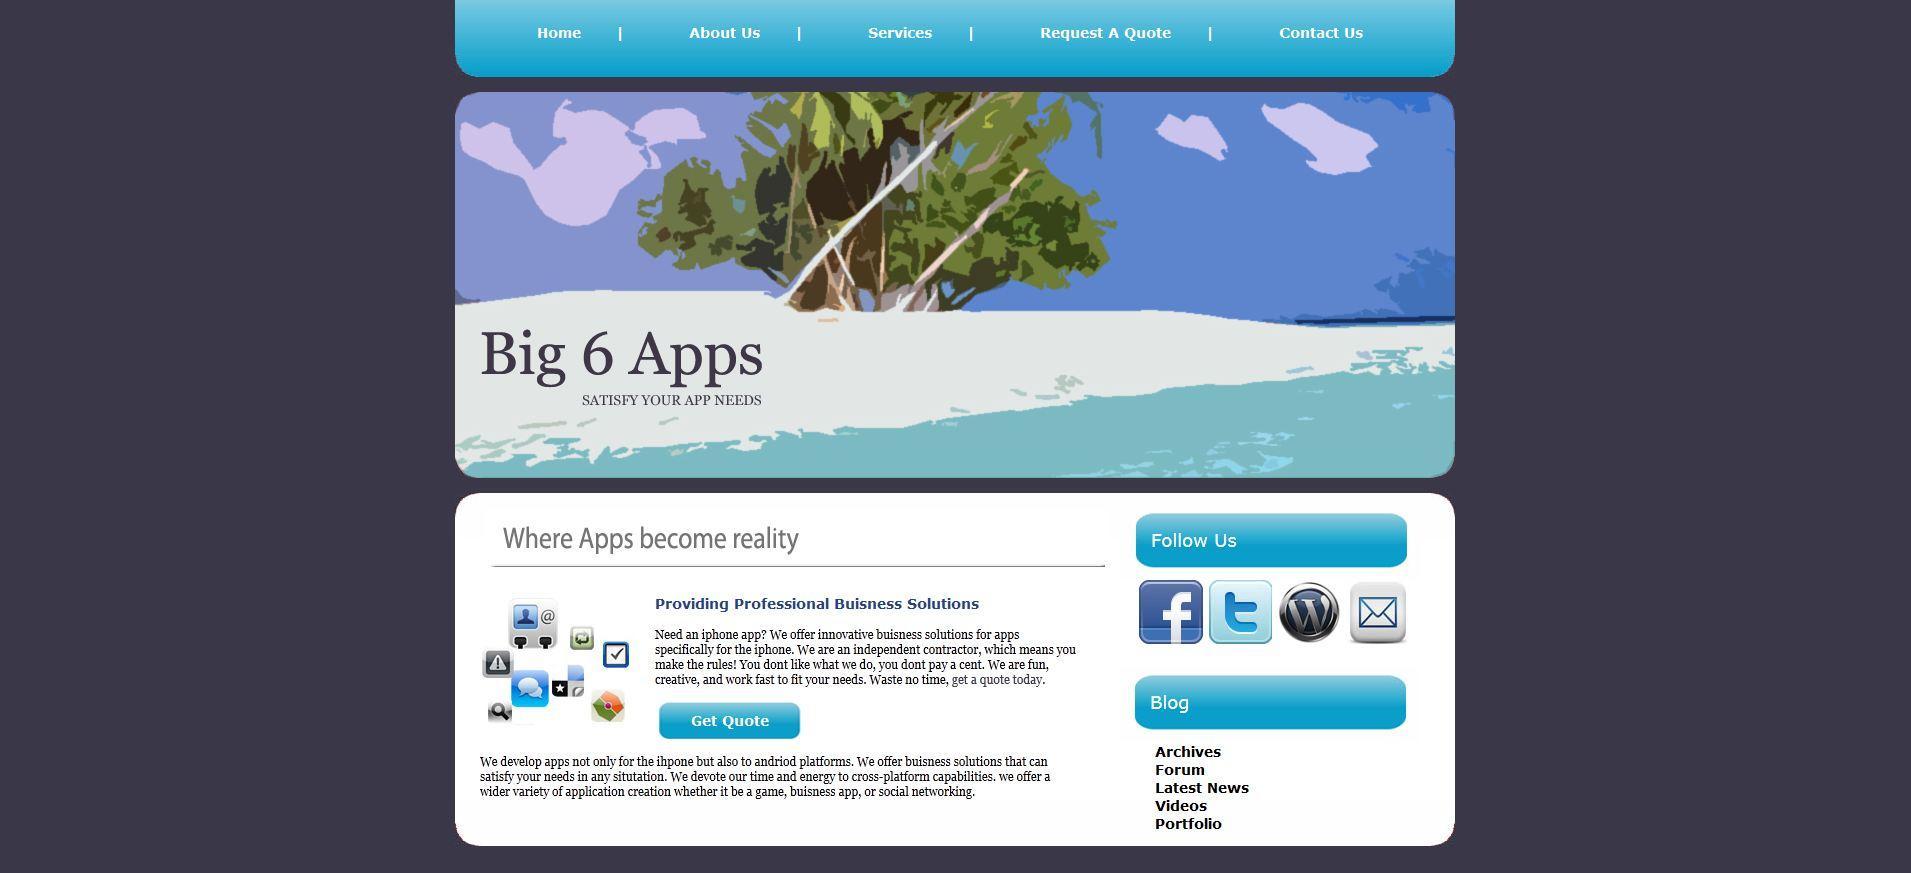 Home | About Us | Services | Request A Quote | Contact Us
Big 6 Apps
SATISFY YOUR APP NEEDS
Where Apps become reality
Providing Professional Buisness Solutions
Need an iphone app? We offer innovative buisness solutions for apps
specifically for the iphone. We are an independent contractor, which means you
make the rules! You dont like what we do, you dont pay a cent. We are fun,
creative, and work fast to fit your needs. Waste no time, get a quote today.
Get Quote
We develop apps not only for the ihpone but also to andriod platforms. We offer buisness solutions that can
satisfy your needs in any situtation. We devote our time and energy to cross-platform capabilities. we offer a
wider variety of application creation whether it be a game, buisness app, or social networking.
Follow Us
Blog
Archives
Forum
Latest News
Videos
Portfolio